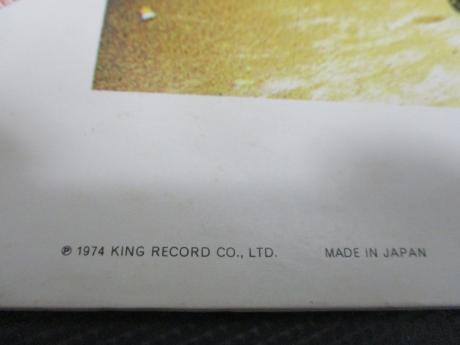 ℗ 1974 KING RECORD CO., LTD. MADE IN JAPAN